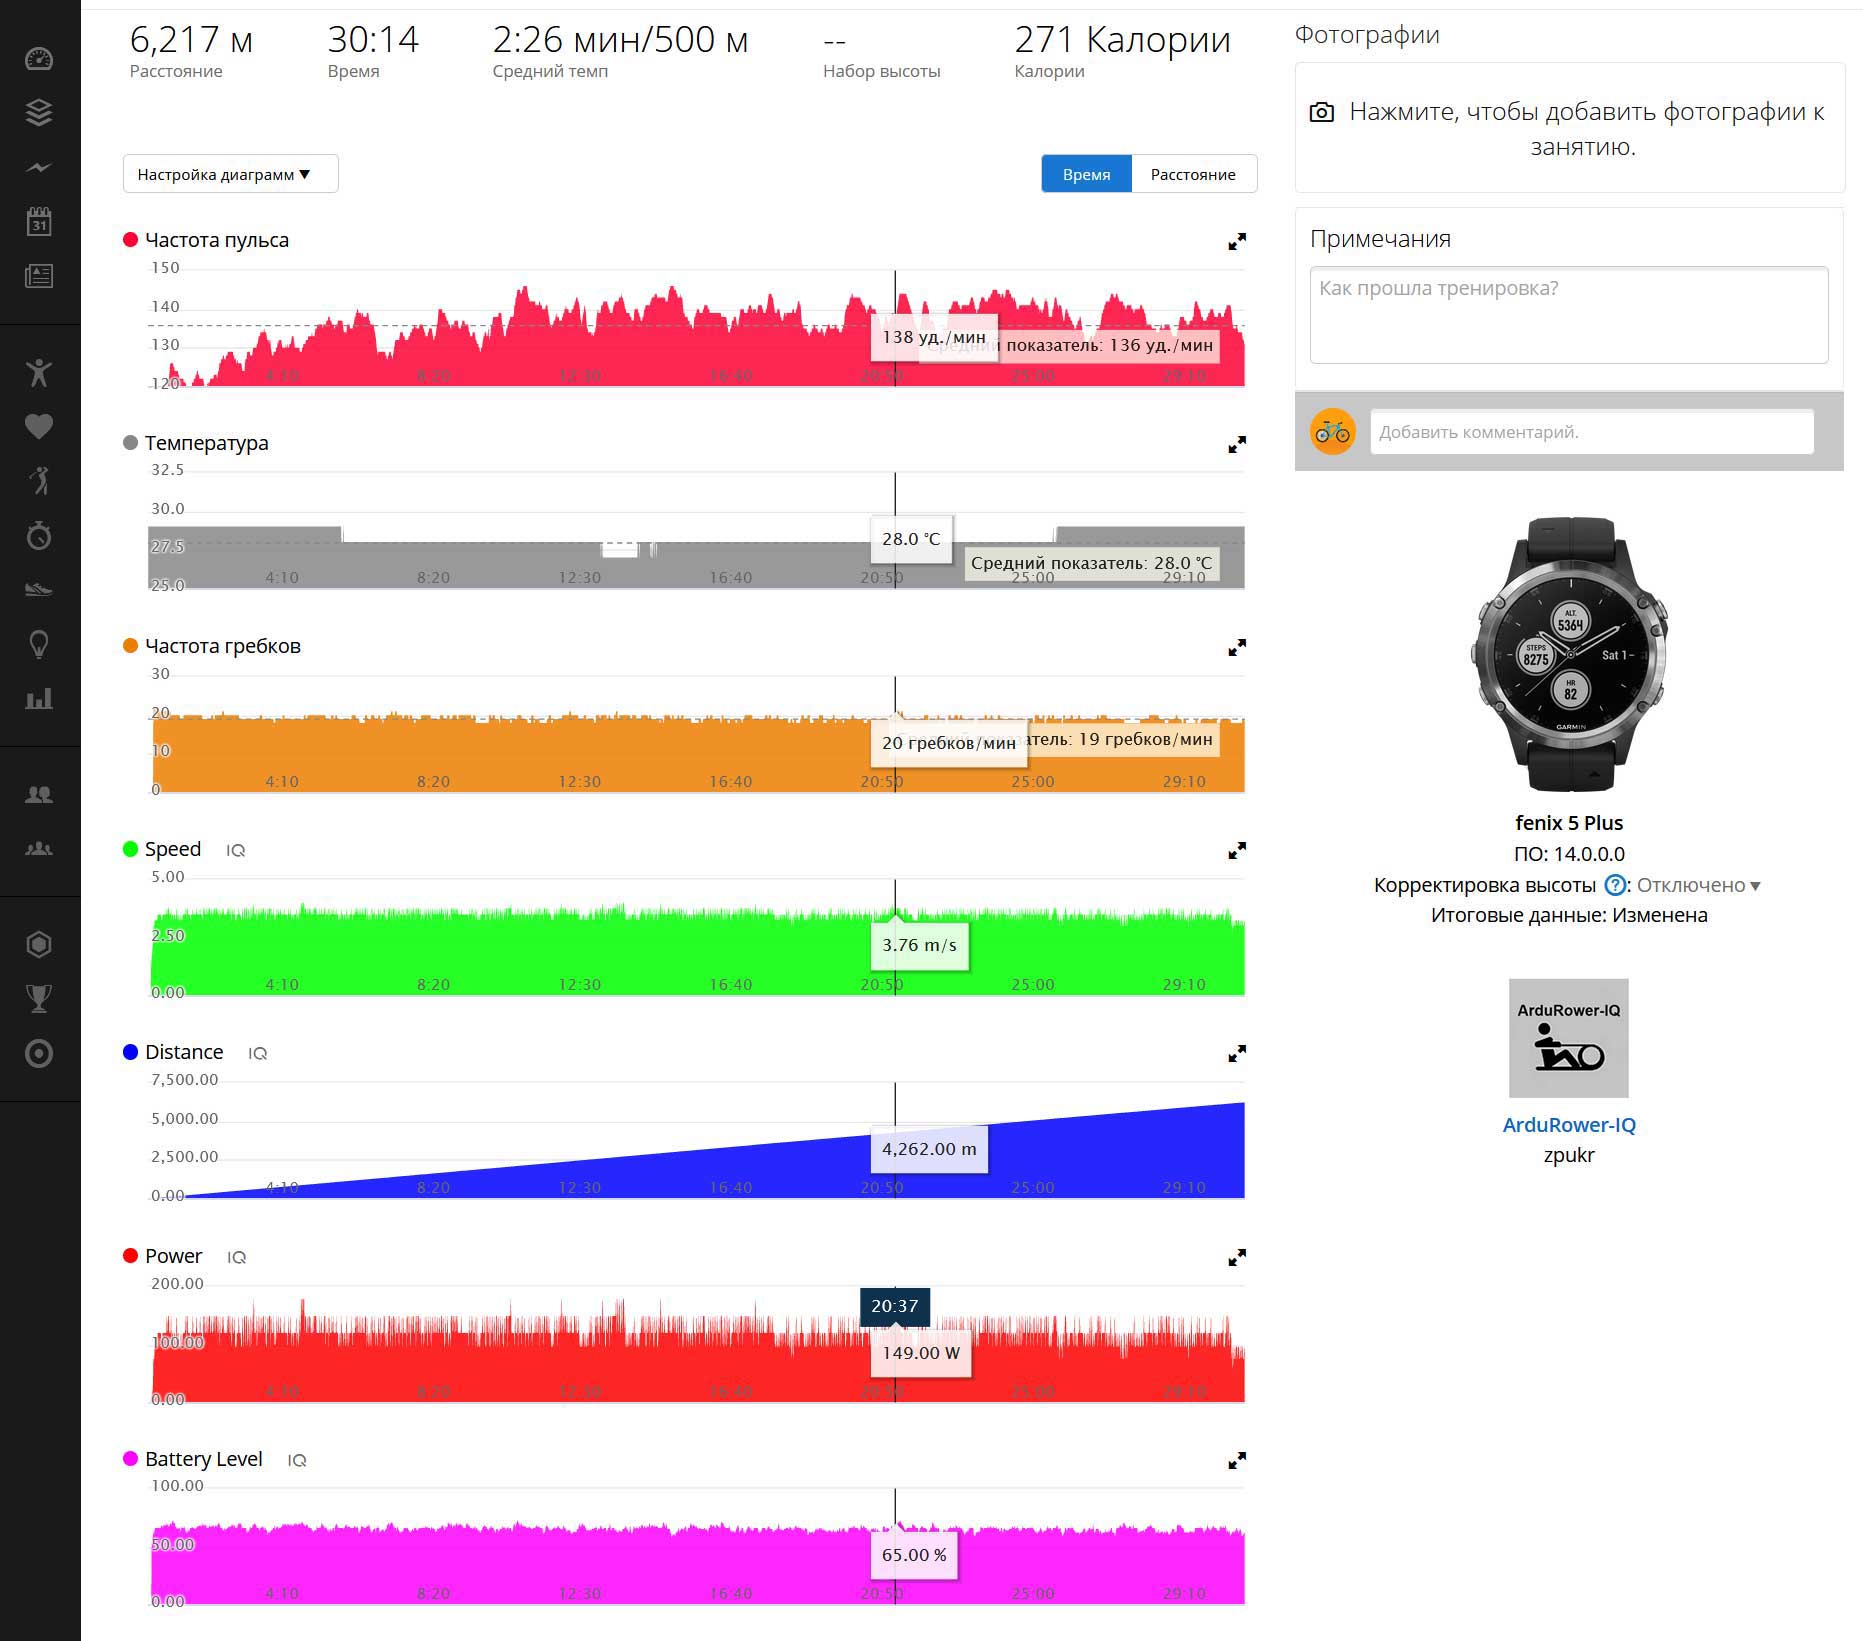 6,217 м
Расстояние
30:14
Время
2:26 мин/500 м
Средний темп
--
Набор высоты
271 Калории
Калории
Фотографии
Нажмите, чтобы добавить фотографии к
занятию.
Настройка диаграмм ▼
Время
Расстояние
Примечания
Как прошла тренировка?
Добавить комментарий.
31
Частота пульса
150
140
130
120
138 уд./мин
Средний показатель: 136 уд./мин
4:10 8:20 12:30 16:40 20:50 25:00 29:10
Температура
32.5
30.0
27.5
25.0
28.0 °C
Средний показатель: 28.0 °C
4:10 8:20 12:30 16:40 20:50 25:00 29:10
Частота гребков
30
20
10
0
20 гребков/мин
Средний показатель: 19 гребков/мин
4:10 8:20 12:30 16:40 20:50 25:00 29:10
Speed IQ
5.00
2.50
0.00
3.76 m/s
4:10 8:20 12:30 16:40 20:50 25:00 29:10
Distance IQ
7,500.00
5,000.00
2,500.00
0.00
4,262.00 m
4:10 8:20 12:30 16:40 20:50 25:00 29:10
Power IQ
200.00
100.00
0.00
20:37
149.00 W
4:10 8:20 12:30 16:40 20:50 25:00 29:10
Battery Level IQ
100.00
50.00
0.00
65.00 %
4:10 8:20 12:30 16:40 20:50 25:00 29:10
ALT.
5364
STEPS
8275
Sat 1
HR
82
GARMIN
fenix 5 Plus
ПО: 14.0.0.0
Корректировка высоты ?: Отключено ▼
Итоговые данные: Изменена
ArduRower-IQ
ArduRower-IQ
zpukr